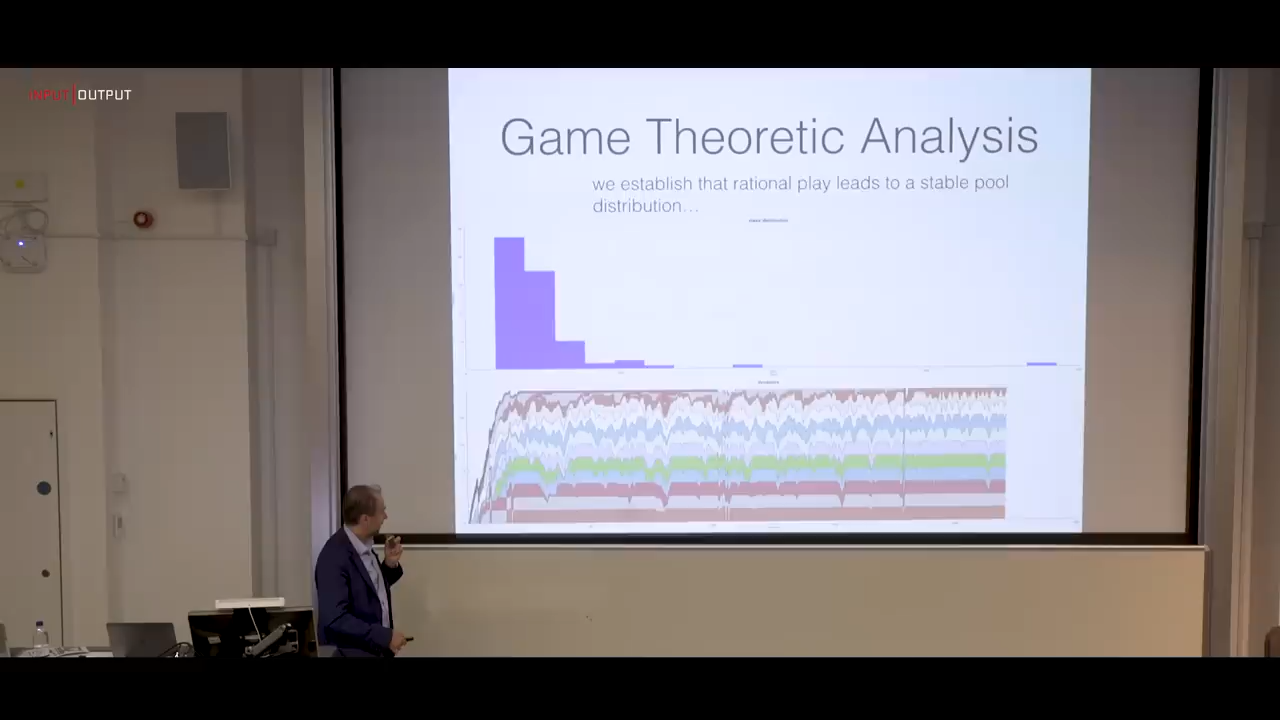 INPUT|OUTPUT
Game Theoretic Analysis
we establish that rational play leads to a stable pool
distribution…